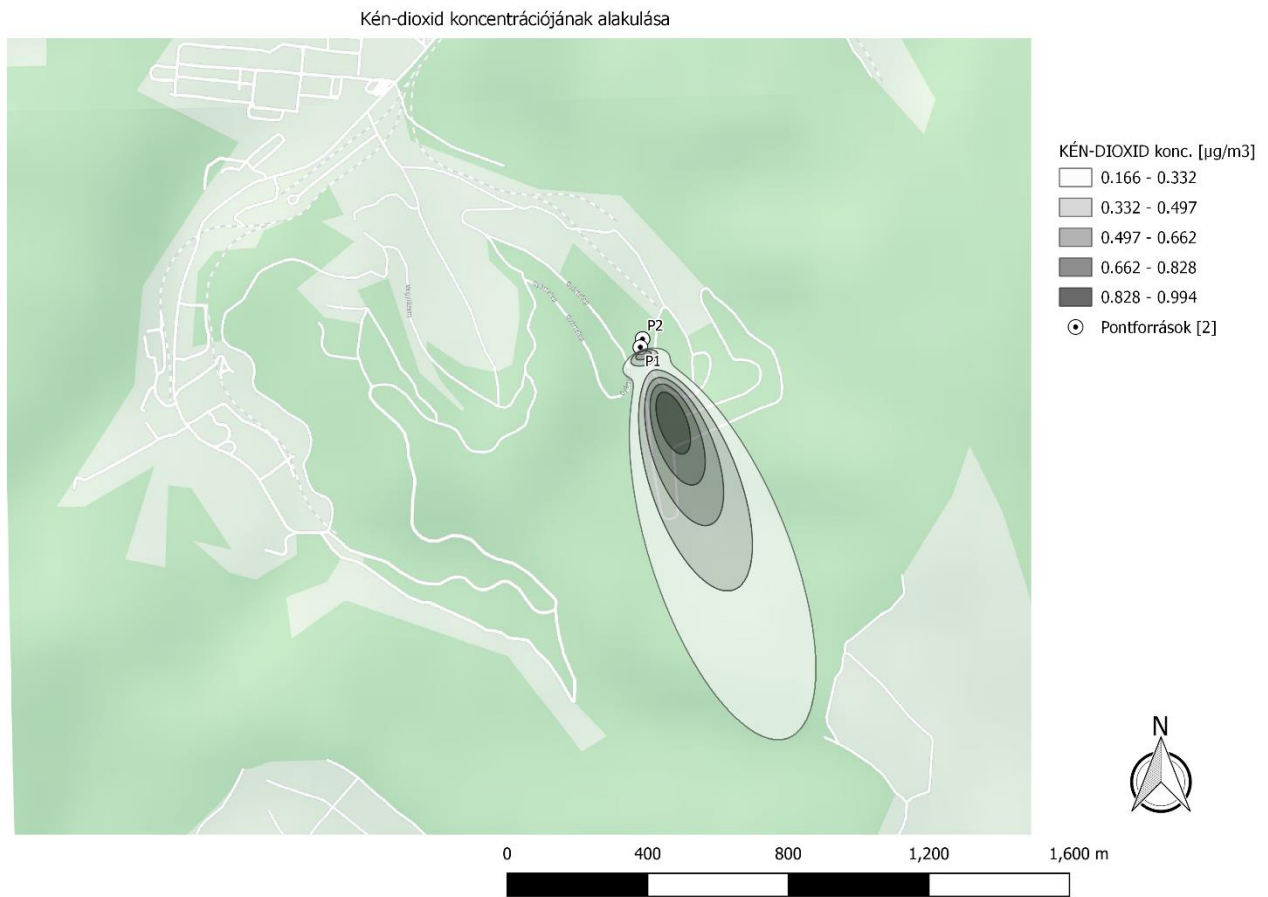 Kén-dioxid koncentrációjának alakulása
KÉN-DIOXID konc. [µg/m3]
0.166 - 0.332
0.332 - 0.497
0.497 - 0.662
0.662 - 0.828
0.828 - 0.994
Pontforrások [2]
P2
P1
N
0 400 800 1,200 1,600 m